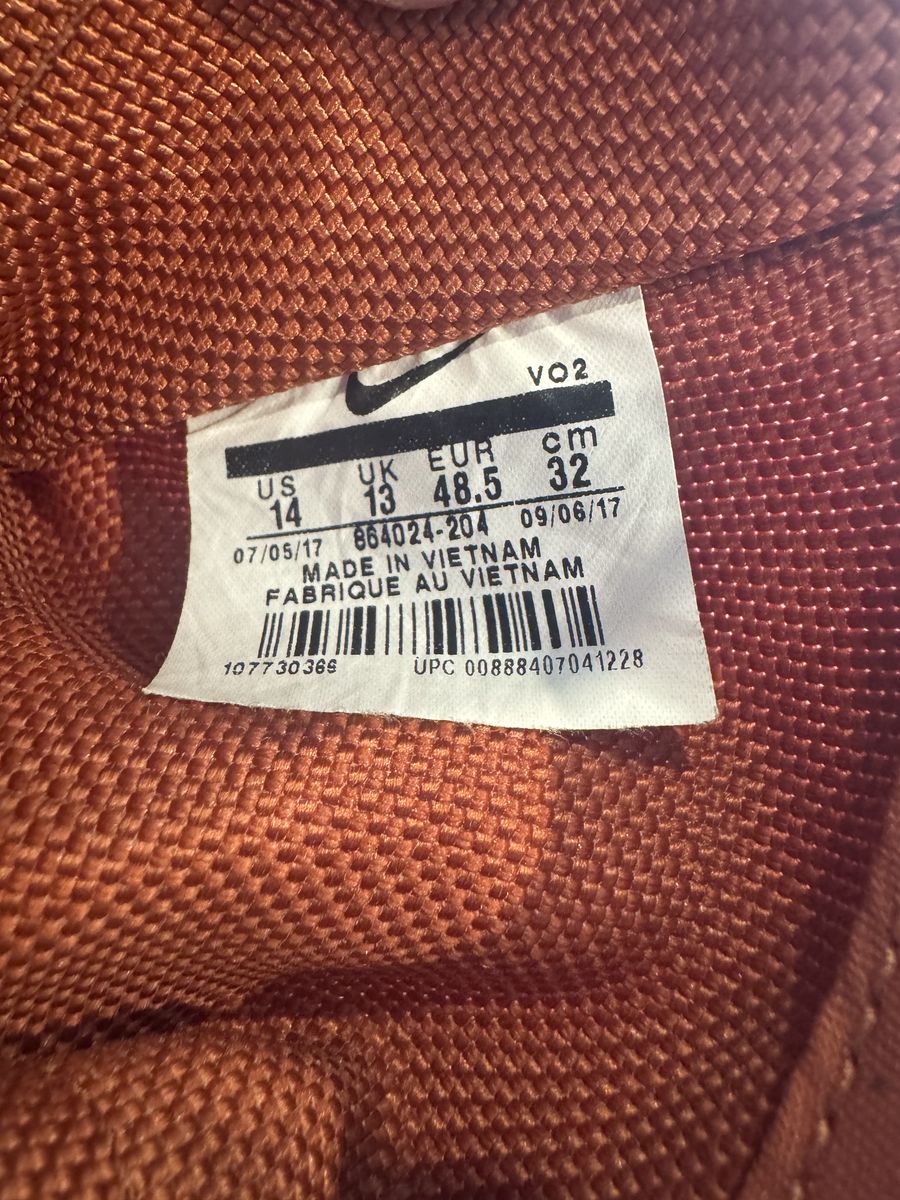 VO2
US UK EUR cm
14 13 48.5 32
07/05/17 864024-204 09/06/17
MADE IN VIETNAM
FABRIQUE AU VIETNAM
107730369 UPC 00888407041228